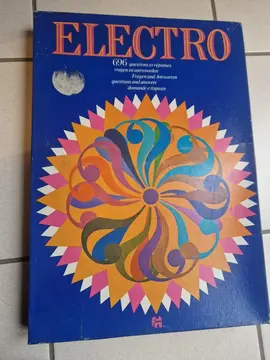 ELECTRO
696 questions et réponses
vragen en antwoorden
Fragen und Antworten
questions and answers
domande e risposte